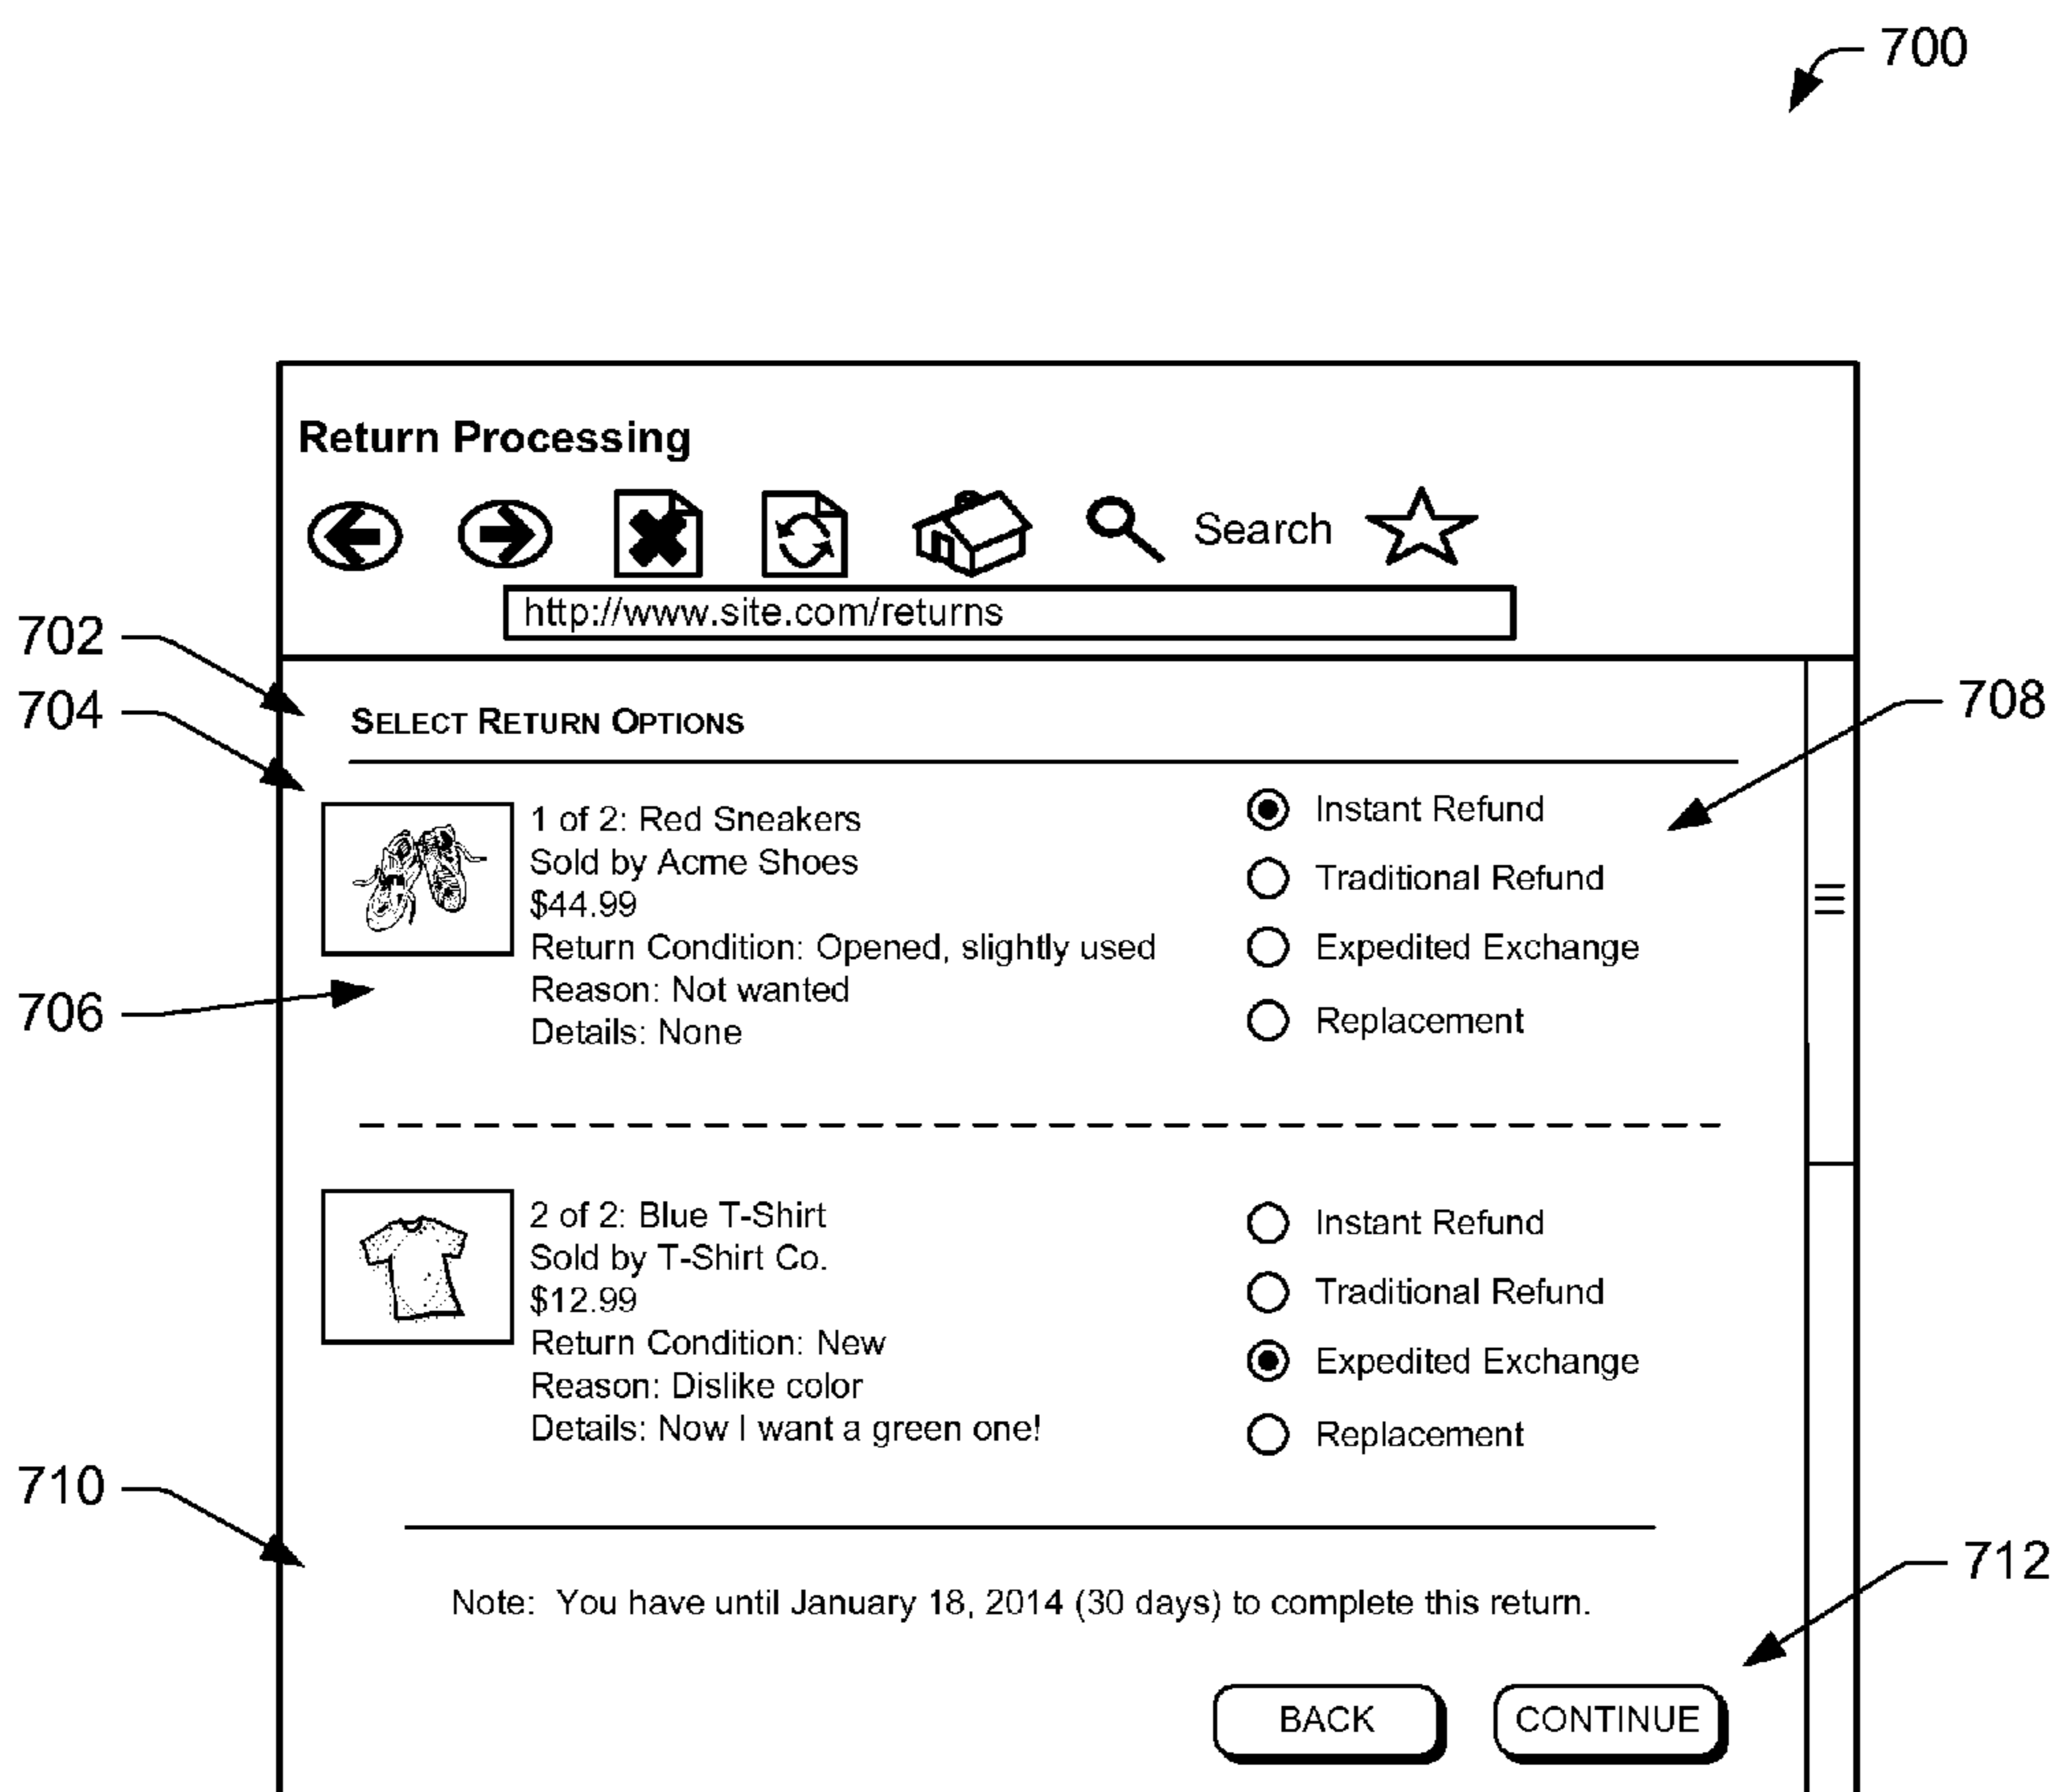 700
Return Processing
Search
http://www.site.com/returns
702
704
SELECT RETURN OPTIONS
708
1 of 2: Red Sneakers
Sold by Acme Shoes
$44.99
Return Condition: Opened, slightly used
Reason: Not wanted
Details: None
Instant Refund
Traditional Refund
Expedited Exchange
Replacement
706
2 of 2: Blue T-Shirt
Sold by T-Shirt Co.
$12.99
Return Condition: New
Reason: Dislike color
Details: Now I want a green one!
Instant Refund
Traditional Refund
Expedited Exchange
Replacement
710
712
Note: You have until January 18, 2014 (30 days) to complete this return.
BACK
CONTINUE